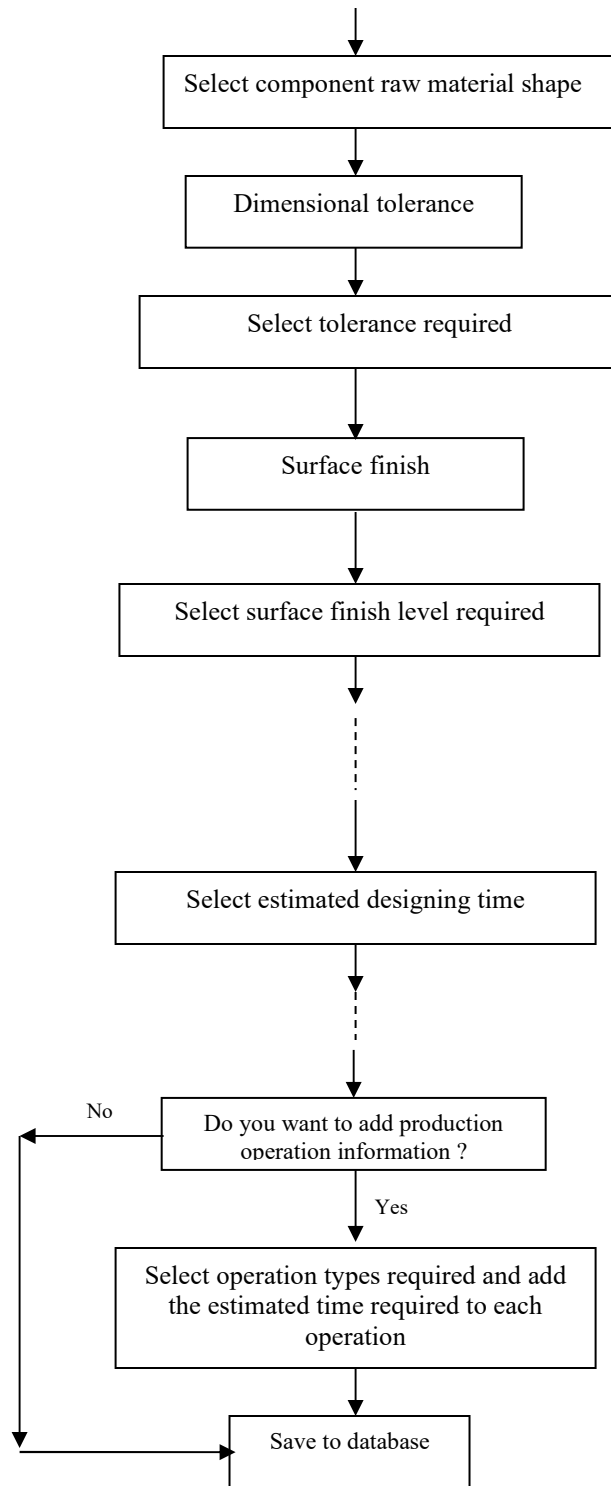 Select component raw material shape
Dimensional tolerance
Select tolerance required
Surface finish
Select surface finish level required
Select estimated designing time
No
Do you want to add production
operation information ?
Yes
Select operation types required and add
the estimated time required to each
operation
Save to database